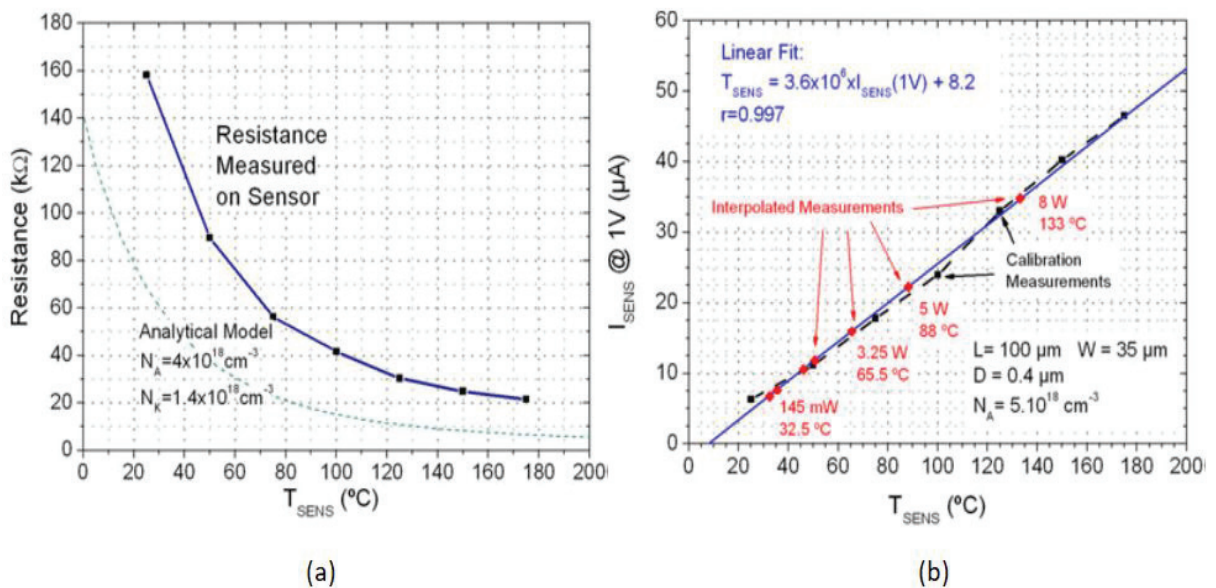 180
160
140
120
100
80
60
40
20
0
Resistance (kΩ)
Resistance
Measured
on Sensor
Analytical Model
N_A=4x10^18cm^-3
N_K=1.4x10^18cm^-3
0 20 40 60 80 100 120 140 160 180 200
T_SENS (ºC)
(a)
60
50
40
30
20
10
0
I_SENS @ 1V (µA)
Linear Fit:
T_SENS = 3.6x10^6xI_SENS(1V) + 8.2
r=0.997
Interpolated Measurements
8 W
133 ºC
Calibration
Measurements
5 W
88 ºC
3.25 W
65.5 ºC
145 mW
32.5 ºC
L= 100 µm W = 35 µm
D = 0.4 µm
N_A= 5.10^18 cm^-3
20 40 60 80 100 120 140 160 180 200
T_SENS (ºC)
(b)